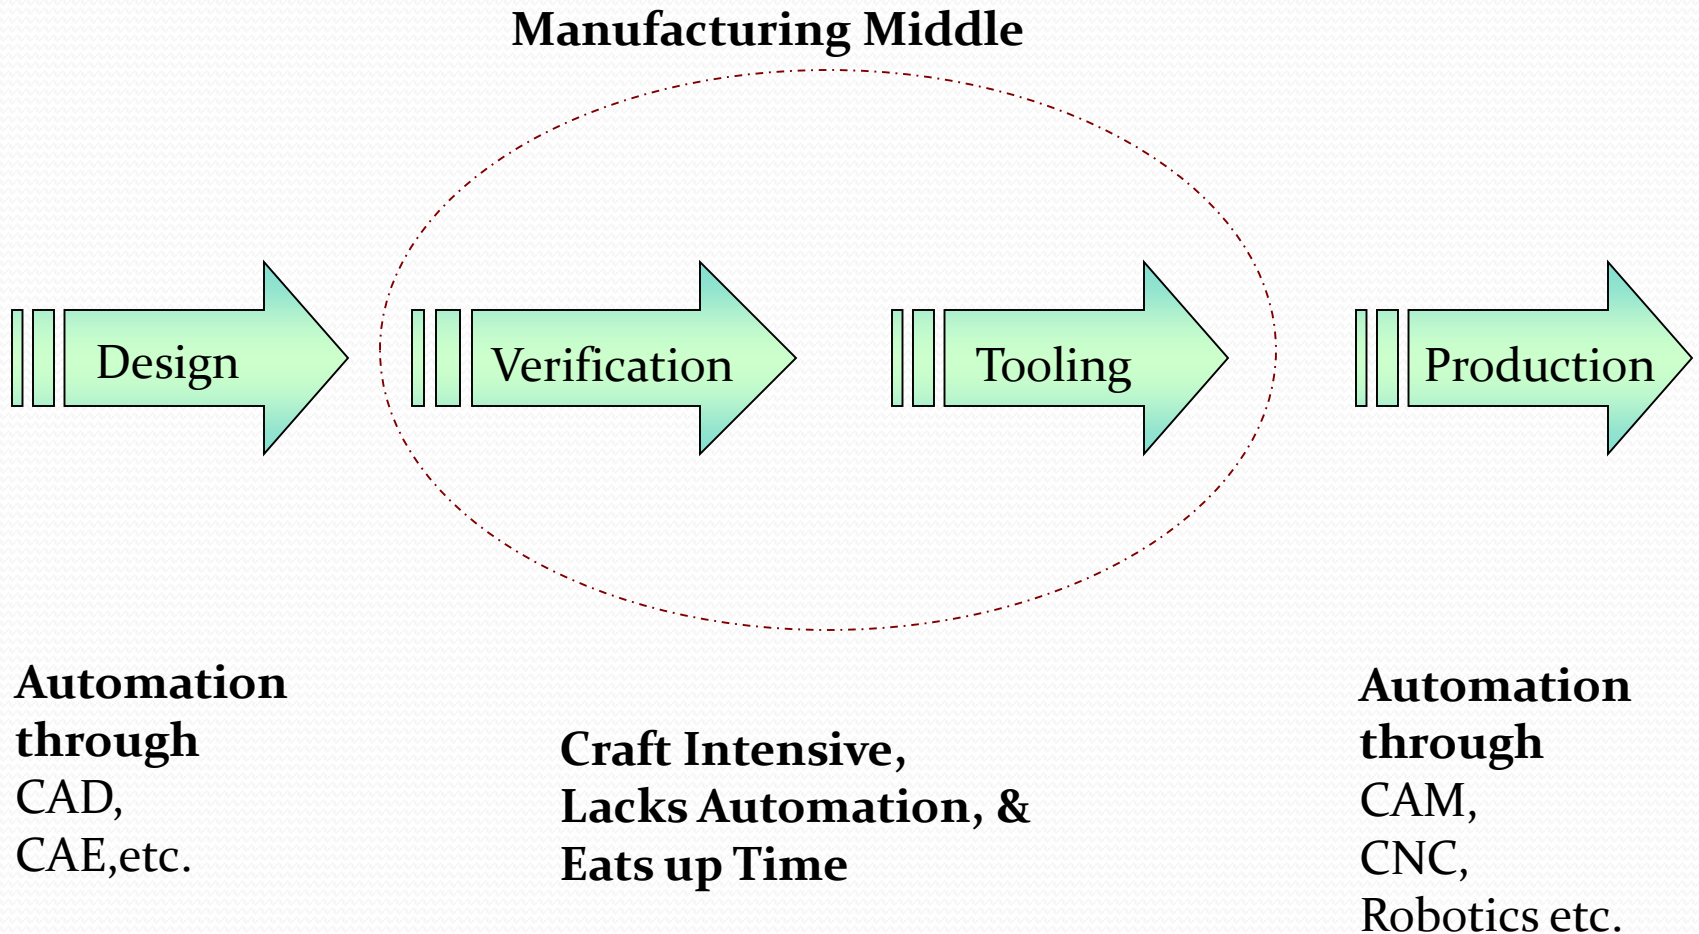 Manufacturing Middle
Design
Verification
Tooling
Production
Automation
through
CAD,
CAE,etc.
Craft Intensive,
Lacks Automation, &
Eats up Time
Automation
through
CAM,
CNC,
Robotics etc.